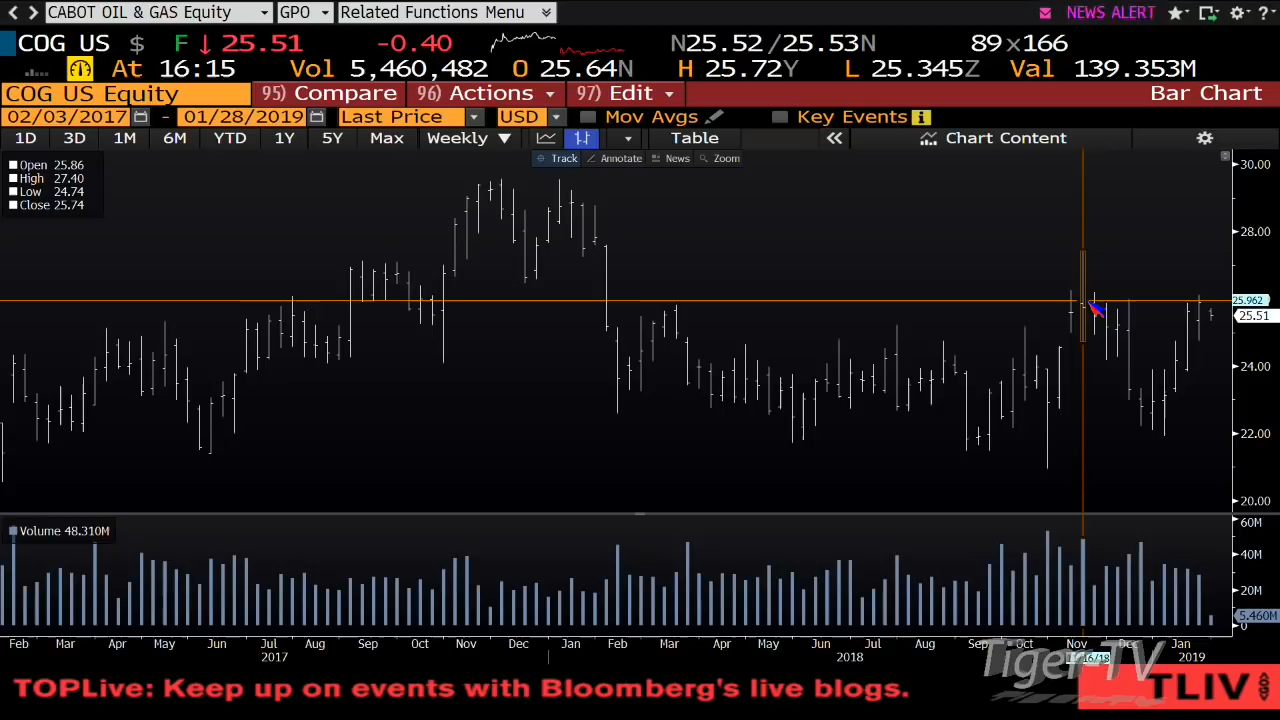 CABOT OIL & GAS Equity GPO Related Functions Menu NEWS ALERT ?
COG US $ F ↓ 25.51 -0.40 N25.52/25.53N 89x166
At 16:15 Vol 5,460,482 O 25.64N H 25.72Y L 25.345Z Val 139.353M
COG US Equity 95) Compare 96) Actions 97) Edit Bar Chart
02/03/2017 - 01/28/2019 Last Price USD Mov Avgs Key Events i
1D 3D 1M 6M YTD 1Y 5Y Max Weekly ▼ Table « Chart Content
Track Annotate News Zoom
Open 25.86
High 27.40
Low 24.74
Close 25.74
30.00
28.00
25.962
25.51
24.00
22.00
20.00
Volume 48.310M
60M
40M
20M
5.460M
0
Feb Mar Apr May Jun Jul Aug Sep Oct Nov Dec Jan Feb Mar Apr May Jun Jul Aug Sep Oct Nov Dec Jan
2017 2018 2019
Tiger-TV
TOPLive: Keep up on events with Bloomberg's live blogs. TLIV